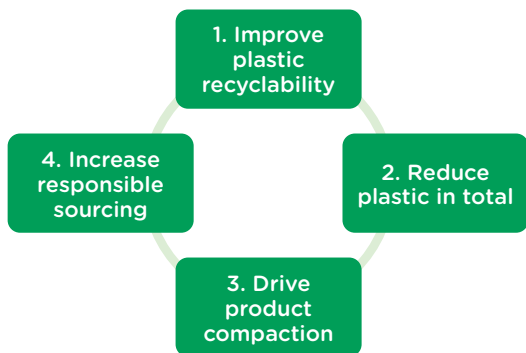 1. Improve
plastic
recyclability
2. Reduce
plastic in total
3. Drive
product
compaction
4. Increase
responsible
sourcing